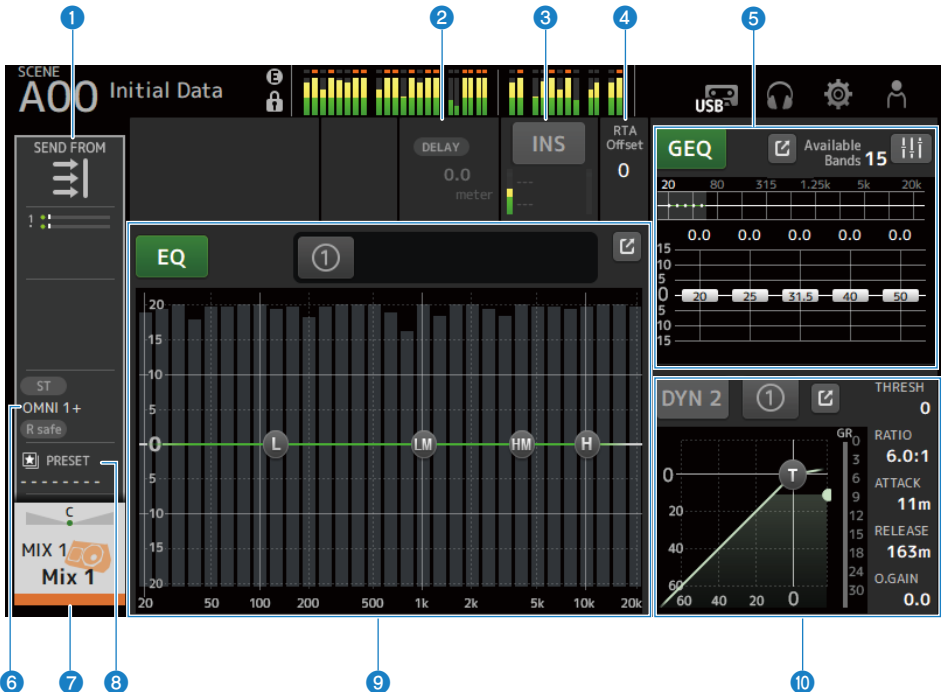 1 2 3 4 5
SCENE
A00 Initial Data
E
USB
SEND FROM
1
ST
OMNI 1+
R safe
PRESET
--------
C
MIX 1
Mix 1
DELAY
0.0
meter
INS
---
---
RTA
Offset
0
GEQ
Available
Bands 15
20 80 315 1.25k 5k 20k
0.0 0.0 0.0 0.0 0.0
15
10
5
0
5
10
15
20 25 31.5 40 50
EQ
1
20
15
10
5
0
5
10
15
20
L LM HM H
20 50 100 200 500 1k 2k 5k 10k 20k
DYN 2
1
0
20
40
60
60 40 20 0
T
GR
0
3
6
9
12
15
18
24
30
THRESH
0
RATIO
6.0:1
ATTACK
11m
RELEASE
163m
O.GAIN
0.0
6 7 8 9 10